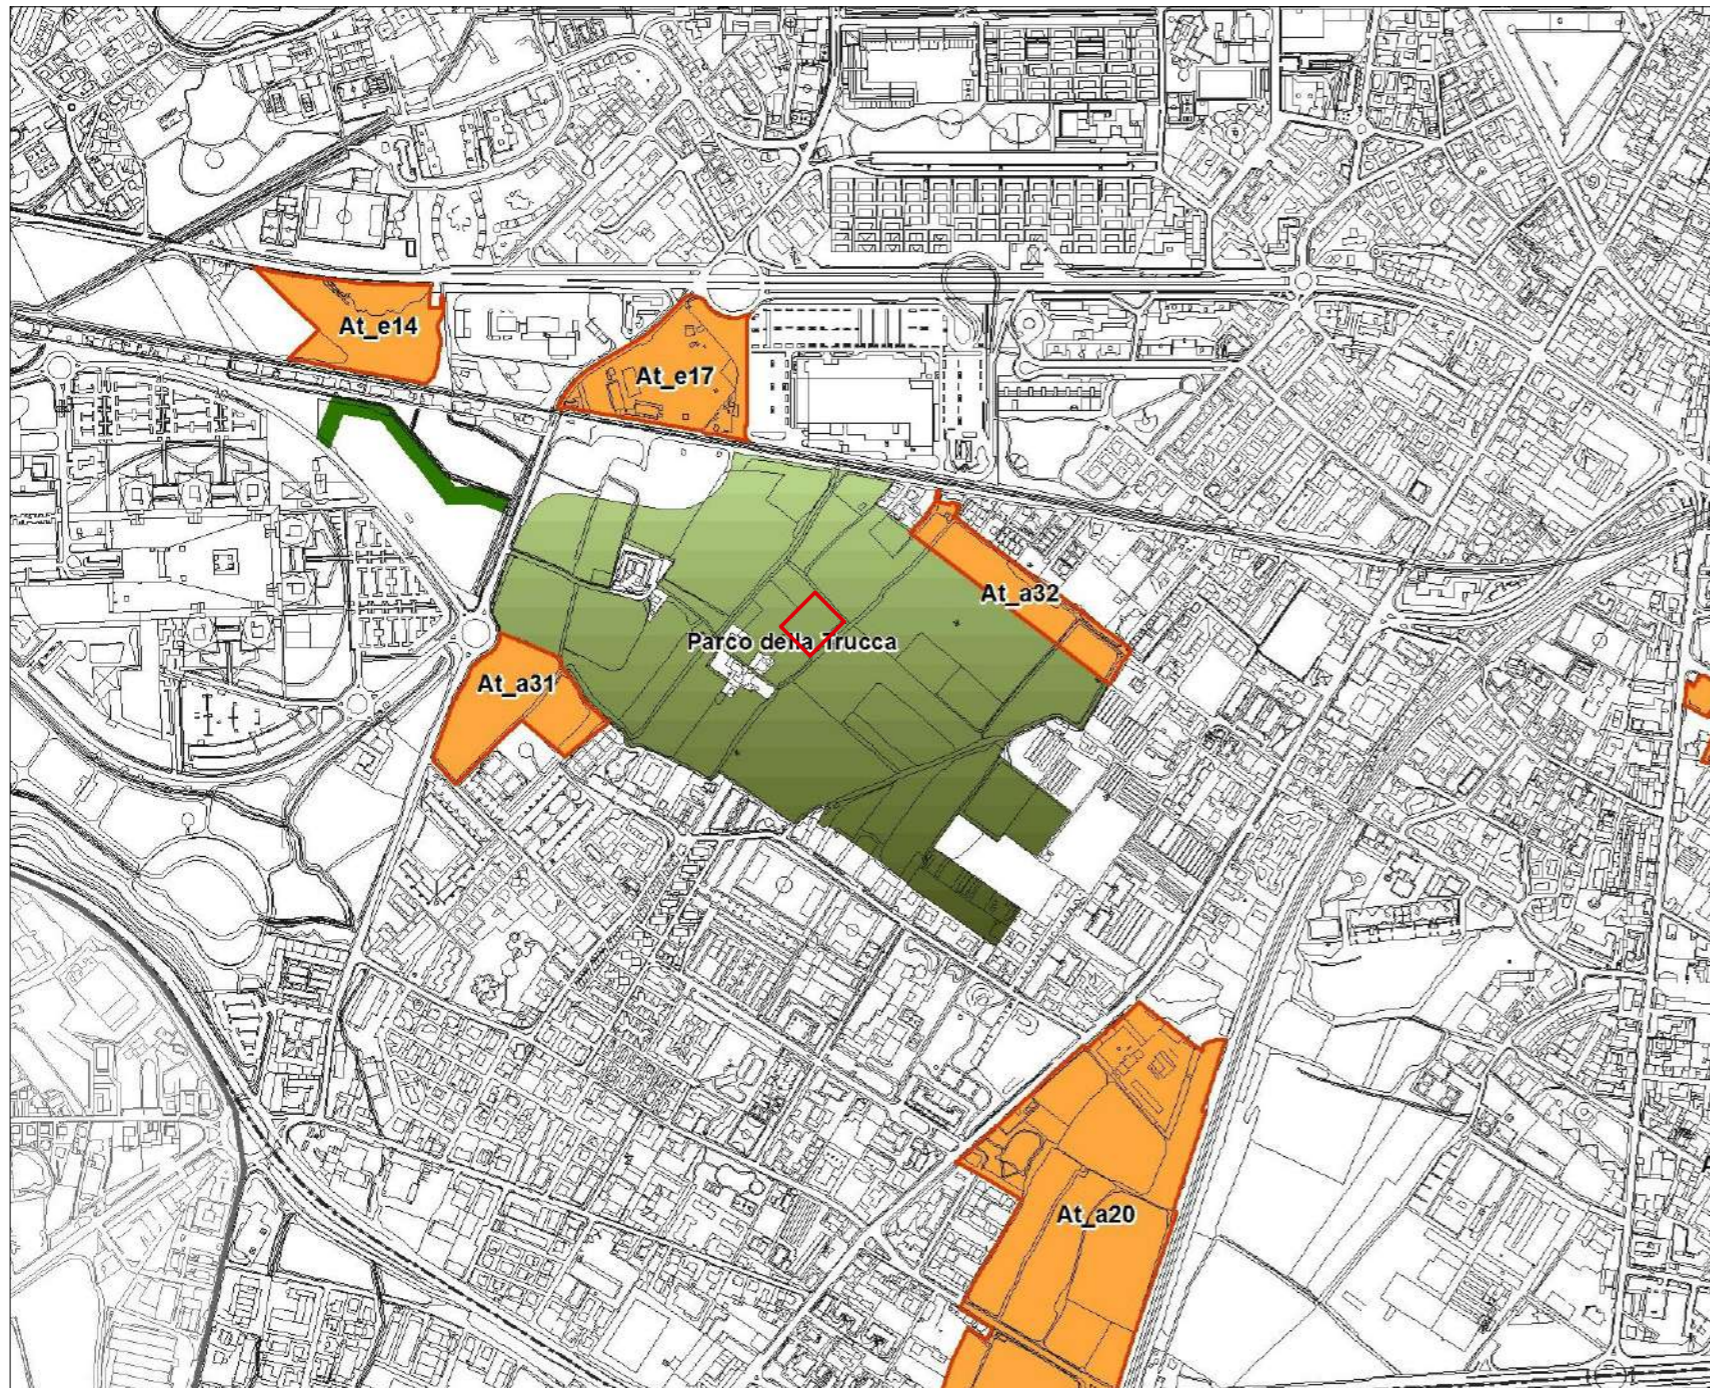 At_e14
At_e17
At_a32
Parco della Trucca
At_a31
At_a20